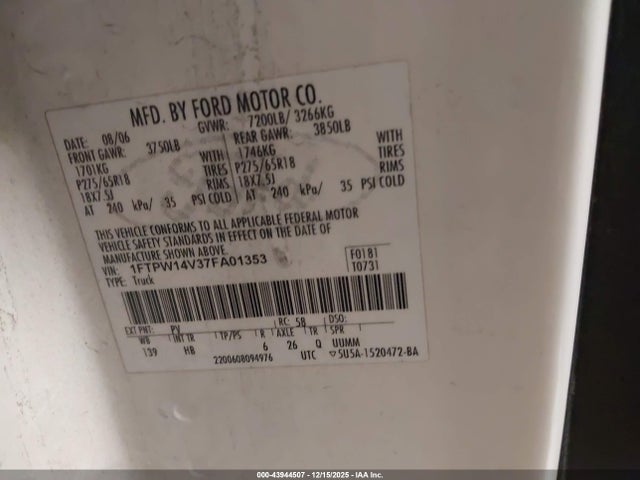 MFD. BY FORD MOTOR CO.
DATE: 08/06 GVWR: 7200LB/ 3266KG
FRONT GAWR: 3750LB REAR GAWR: 3850LB
1701KG WITH 1746KG WITH
P275/65R18 TIRES P275/65R18 TIRES
18X7.5J RIMS 18X7.5J RIMS
AT 240 kPa/ 35 PSI COLD AT 240 kPa/ 35 PSI COLD
THIS VEHICLE CONFORMS TO ALL APPLICABLE FEDERAL MOTOR
VEHICLE SAFETY STANDARDS IN EFFECT ON THE DATE OF
MANUFACTURE SHOWN ABOVE.
VIN: 1FTPW14V37FA01353 F0181
TYPE: Truck T0731
EXT PNT: PV RC: 5B DSO:
WB INT TR TP/PS R AXLE TR SPR
139 HB 6 26 Q UUMM
2200608094976 UTC ▽5U5A-1520472-BA
000-43944507 - 12/15/2025 - IAA Inc.